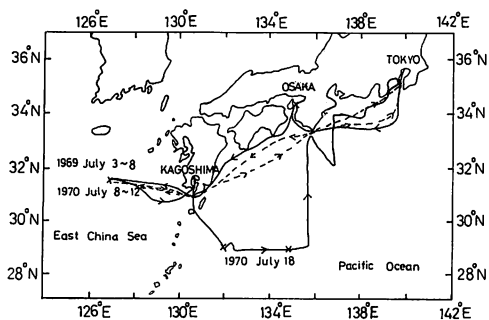 126°E 130°E 134°E 138°E 142°E
36°N 36°N
TOKYO
OSAKA
34°N 34°N
1969 July 3~8
KAGOSHIMA
32°N 32°N
1970 July 8~12
30°N 30°N
East China Sea
1970 July 18
Pacific Ocean
28°N 28°N
126°E 130°E 134°E 138°E 142°E